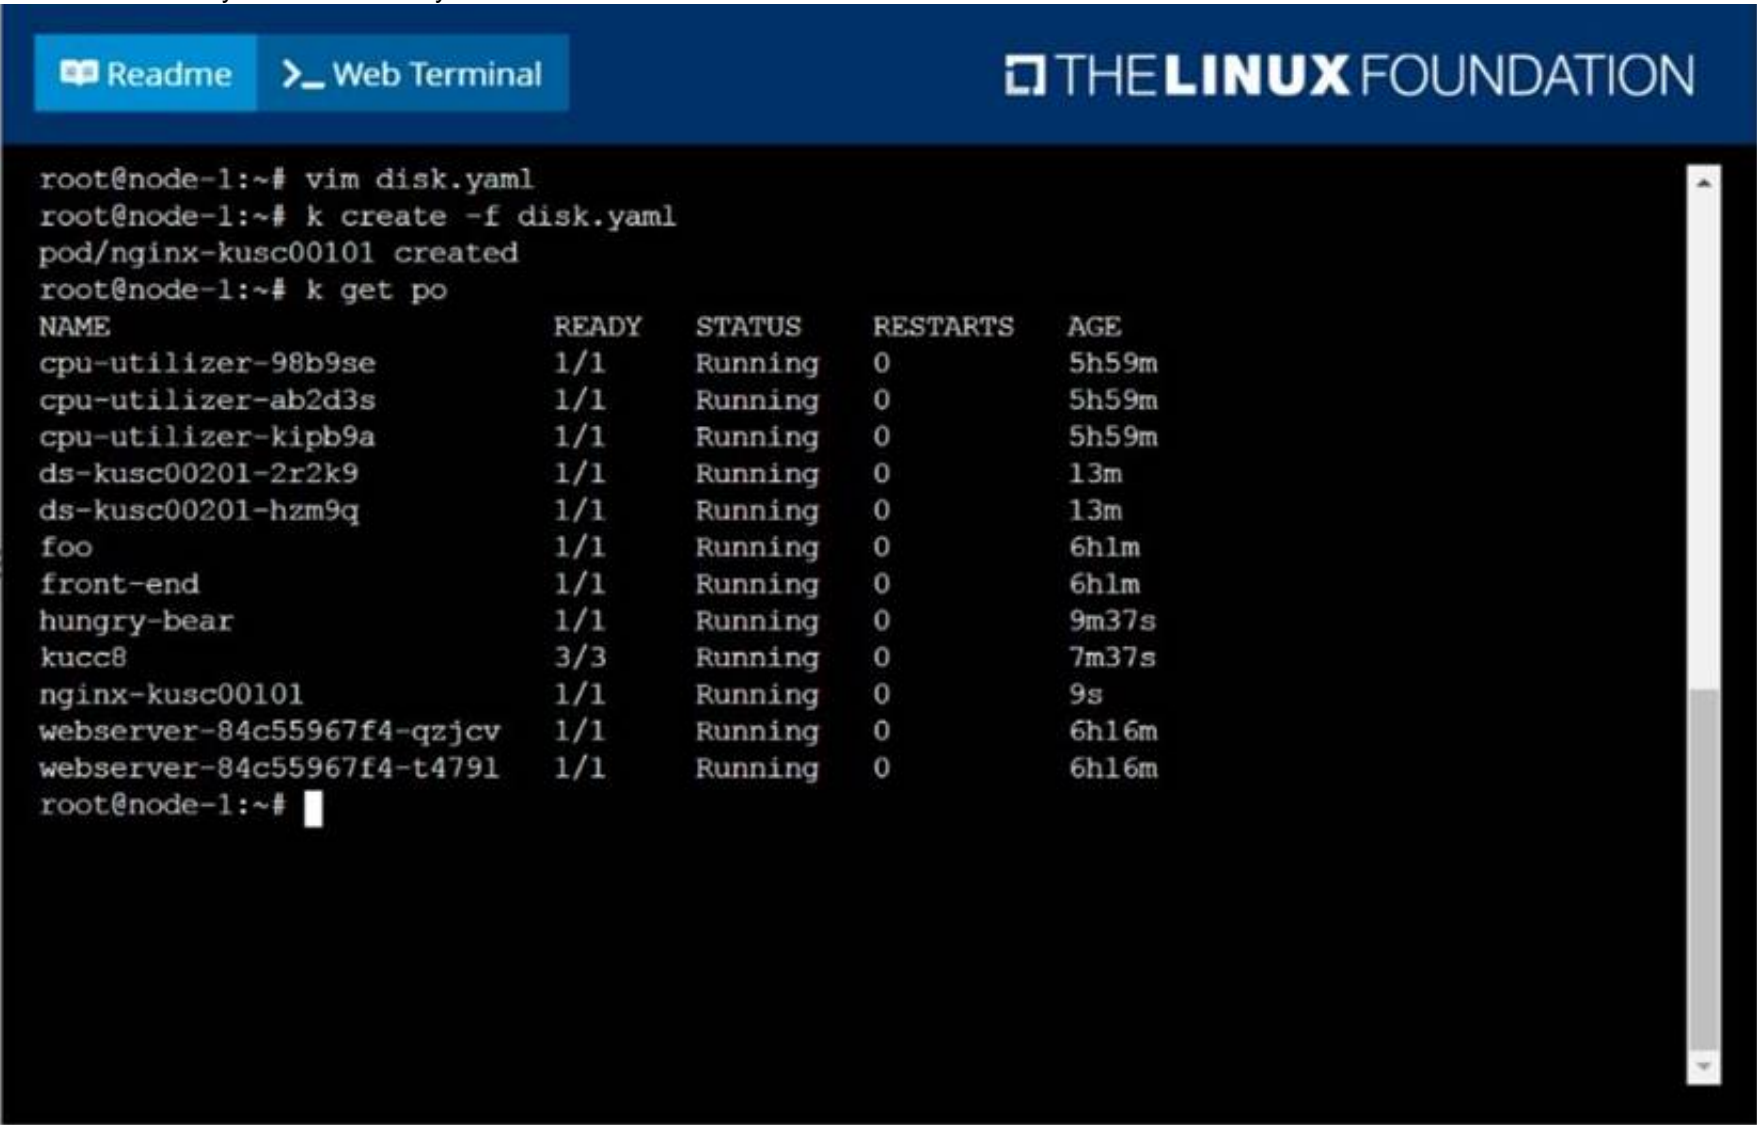 Readme >_ Web Terminal THE LINUX FOUNDATION
root@node-1:~# vim disk.yaml
root@node-1:~# k create -f disk.yaml
pod/nginx-kusc00101 created
root@node-1:~# k get po
NAME READY STATUS RESTARTS AGE
cpu-utilizer-98b9se 1/1 Running 0 5h59m
cpu-utilizer-ab2d3s 1/1 Running 0 5h59m
cpu-utilizer-kipb9a 1/1 Running 0 5h59m
ds-kusc00201-2r2k9 1/1 Running 0 13m
ds-kusc00201-hzm9q 1/1 Running 0 13m
foo 1/1 Running 0 6h1m
front-end 1/1 Running 0 6h1m
hungry-bear 1/1 Running 0 9m37s
kucc8 3/3 Running 0 7m37s
nginx-kusc00101 1/1 Running 0 9s
webserver-84c55967f4-qzjcv 1/1 Running 0 6h16m
webserver-84c55967f4-t479l 1/1 Running 0 6h16m
root@node-1:~#